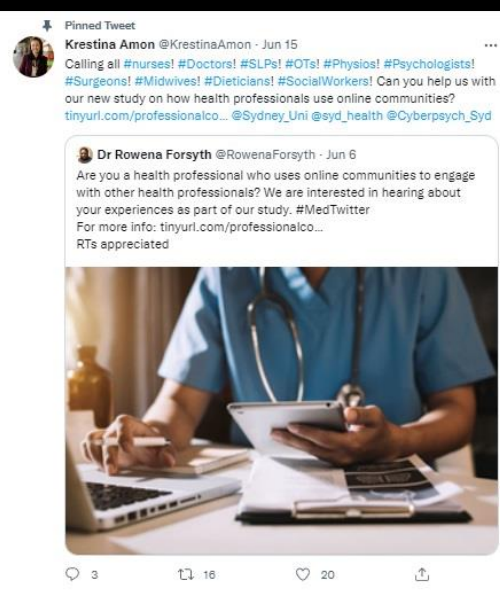 Pinned Tweet
Krestina Amon @KrestinaAmon · Jun 15
Calling all #nurses! #Doctors! #SLPs! #OTs! #Physios! #Psychologists!
#Surgeons! #Midwives! #Dieticians! #SocialWorkers! Can you help us with
our new study on how health professionals use online communities?
tinyurl.com/professionalco... @Sydney_Uni @syd_health @Cyberpsych_Syd
Dr Rowena Forsyth @RowenaForsyth · Jun 6
Are you a health professional who uses online communities to engage
with other health professionals? We are interested in hearing about
your experiences as part of our study. #MedTwitter
For more info: tinyurl.com/professionalco...
RTs appreciated
3 16 20